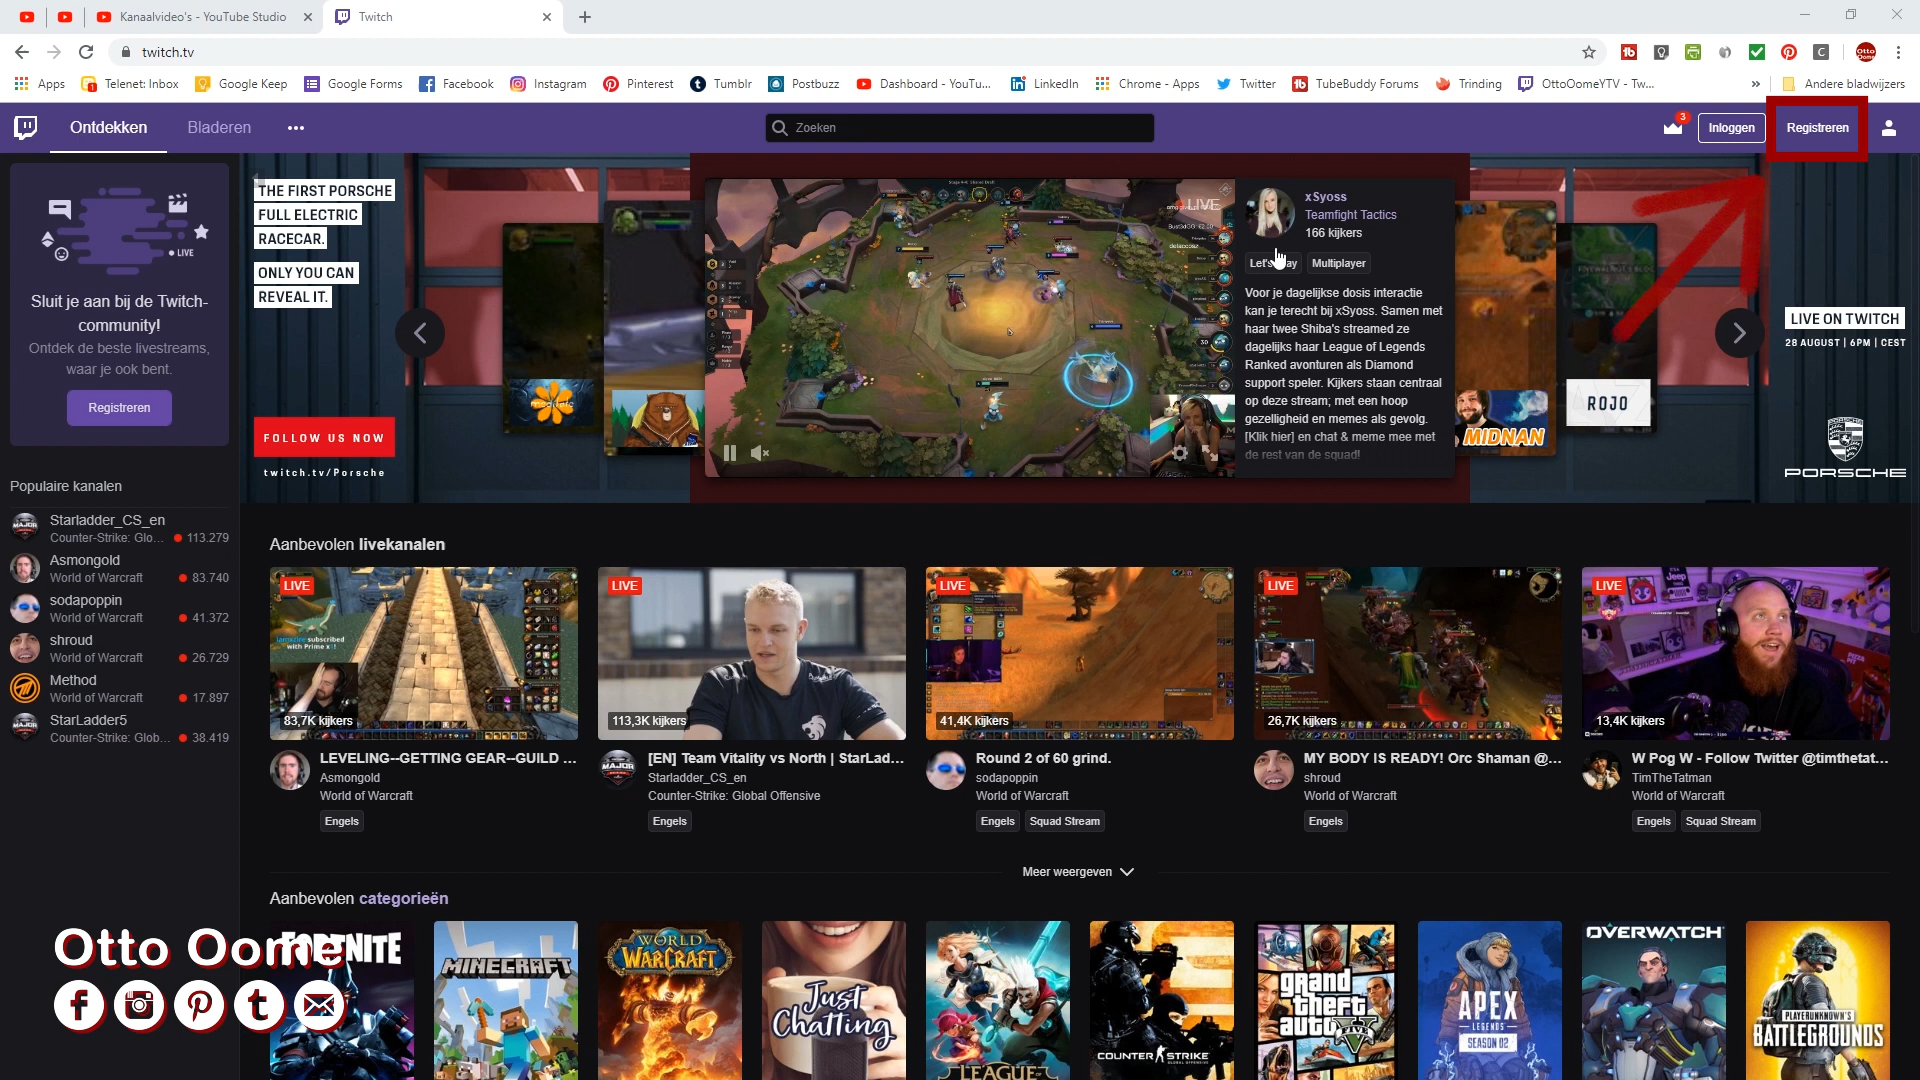 Kanaalvideo's - YouTube Studio
Twitch
twitch.tv
Apps
Telenet: Inbox
Google Keep
Google Forms
Facebook
Instagram
Pinterest
Tumblr
Postbuzz
Dashboard - YouTu...
LinkedIn
Chrome - Apps
Twitter
TubeBuddy Forums
Trinding
OttoOomeYTV - Tw...
»
Andere bladwijzers
Ontdekken
Bladeren
Zoeken
3
Inloggen
Registreren
LIVE
Sluit je aan bij de Twitch-
community!
Ontdek de beste livestreams,
waar je ook bent.
Registreren
Populaire kanalen
Starladder_CS_en
Counter-Strike: Glo... 113.279
Asmongold
World of Warcraft 83.740
sodapoppin
World of Warcraft 41.372
shroud
World of Warcraft 26.729
Method
World of Warcraft 17.897
StarLadder5
Counter-Strike: Glob... 38.419
THE FIRST PORSCHE
FULL ELECTRIC
RACECAR.
ONLY YOU CAN
REVEAL IT.
FOLLOW US NOW
twitch.tv/Porsche
LIVE
xSyoss
Teamfight Tactics
166 kijkers
Multiplayer
Voor je dagelijkse dosis interactie
kan je terecht bij xSyoss. Samen met
haar twee Shiba's streamed ze
dagelijks haar League of Legends
Ranked avonturen als Diamond
support speler. Kijkers staan centraal
op deze stream; met een hoop
gezelligheid en memes als gevolg.
[Klik hier] en chat & meme mee met
de rest van de squad!
MIDNAN
ROJO
LIVE ON TWITCH
28 AUGUST | 6PM | CEST
PORSCHE
Aanbevolen livekanalen
LIVE
83,7K kijkers
LEVELING--GETTING GEAR--GUILD ...
Asmongold
World of Warcraft
Engels
LIVE
113,3K kijkers
[EN] Team Vitality vs North | StarLad...
Starladder_CS_en
Counter-Strike: Global Offensive
Engels
LIVE
41,4K kijkers
Round 2 of 60 grind.
sodapoppin
World of Warcraft
Engels
Squad Stream
LIVE
26,7K kijkers
MY BODY IS READY! Orc Shaman @...
shroud
World of Warcraft
Engels
LIVE
13,4K kijkers
W Pog W - Follow Twitter @timthetat...
TimTheTatman
World of Warcraft
Engels
Squad Stream
Meer weergeven
Aanbevolen categorieën
Otto Oome
MINECRAFT
WORLD
WARCRAFT
Just
Chatting
LEAGUE
COUNTER STRIKE
GLOBAL OFFENSIVE
grand
theft
auto
FIVE
APEX
LEGENDS
SEASON 02
OVERWATCH
PLAYERUNKNOWN'S
BATTLEGROUNDS